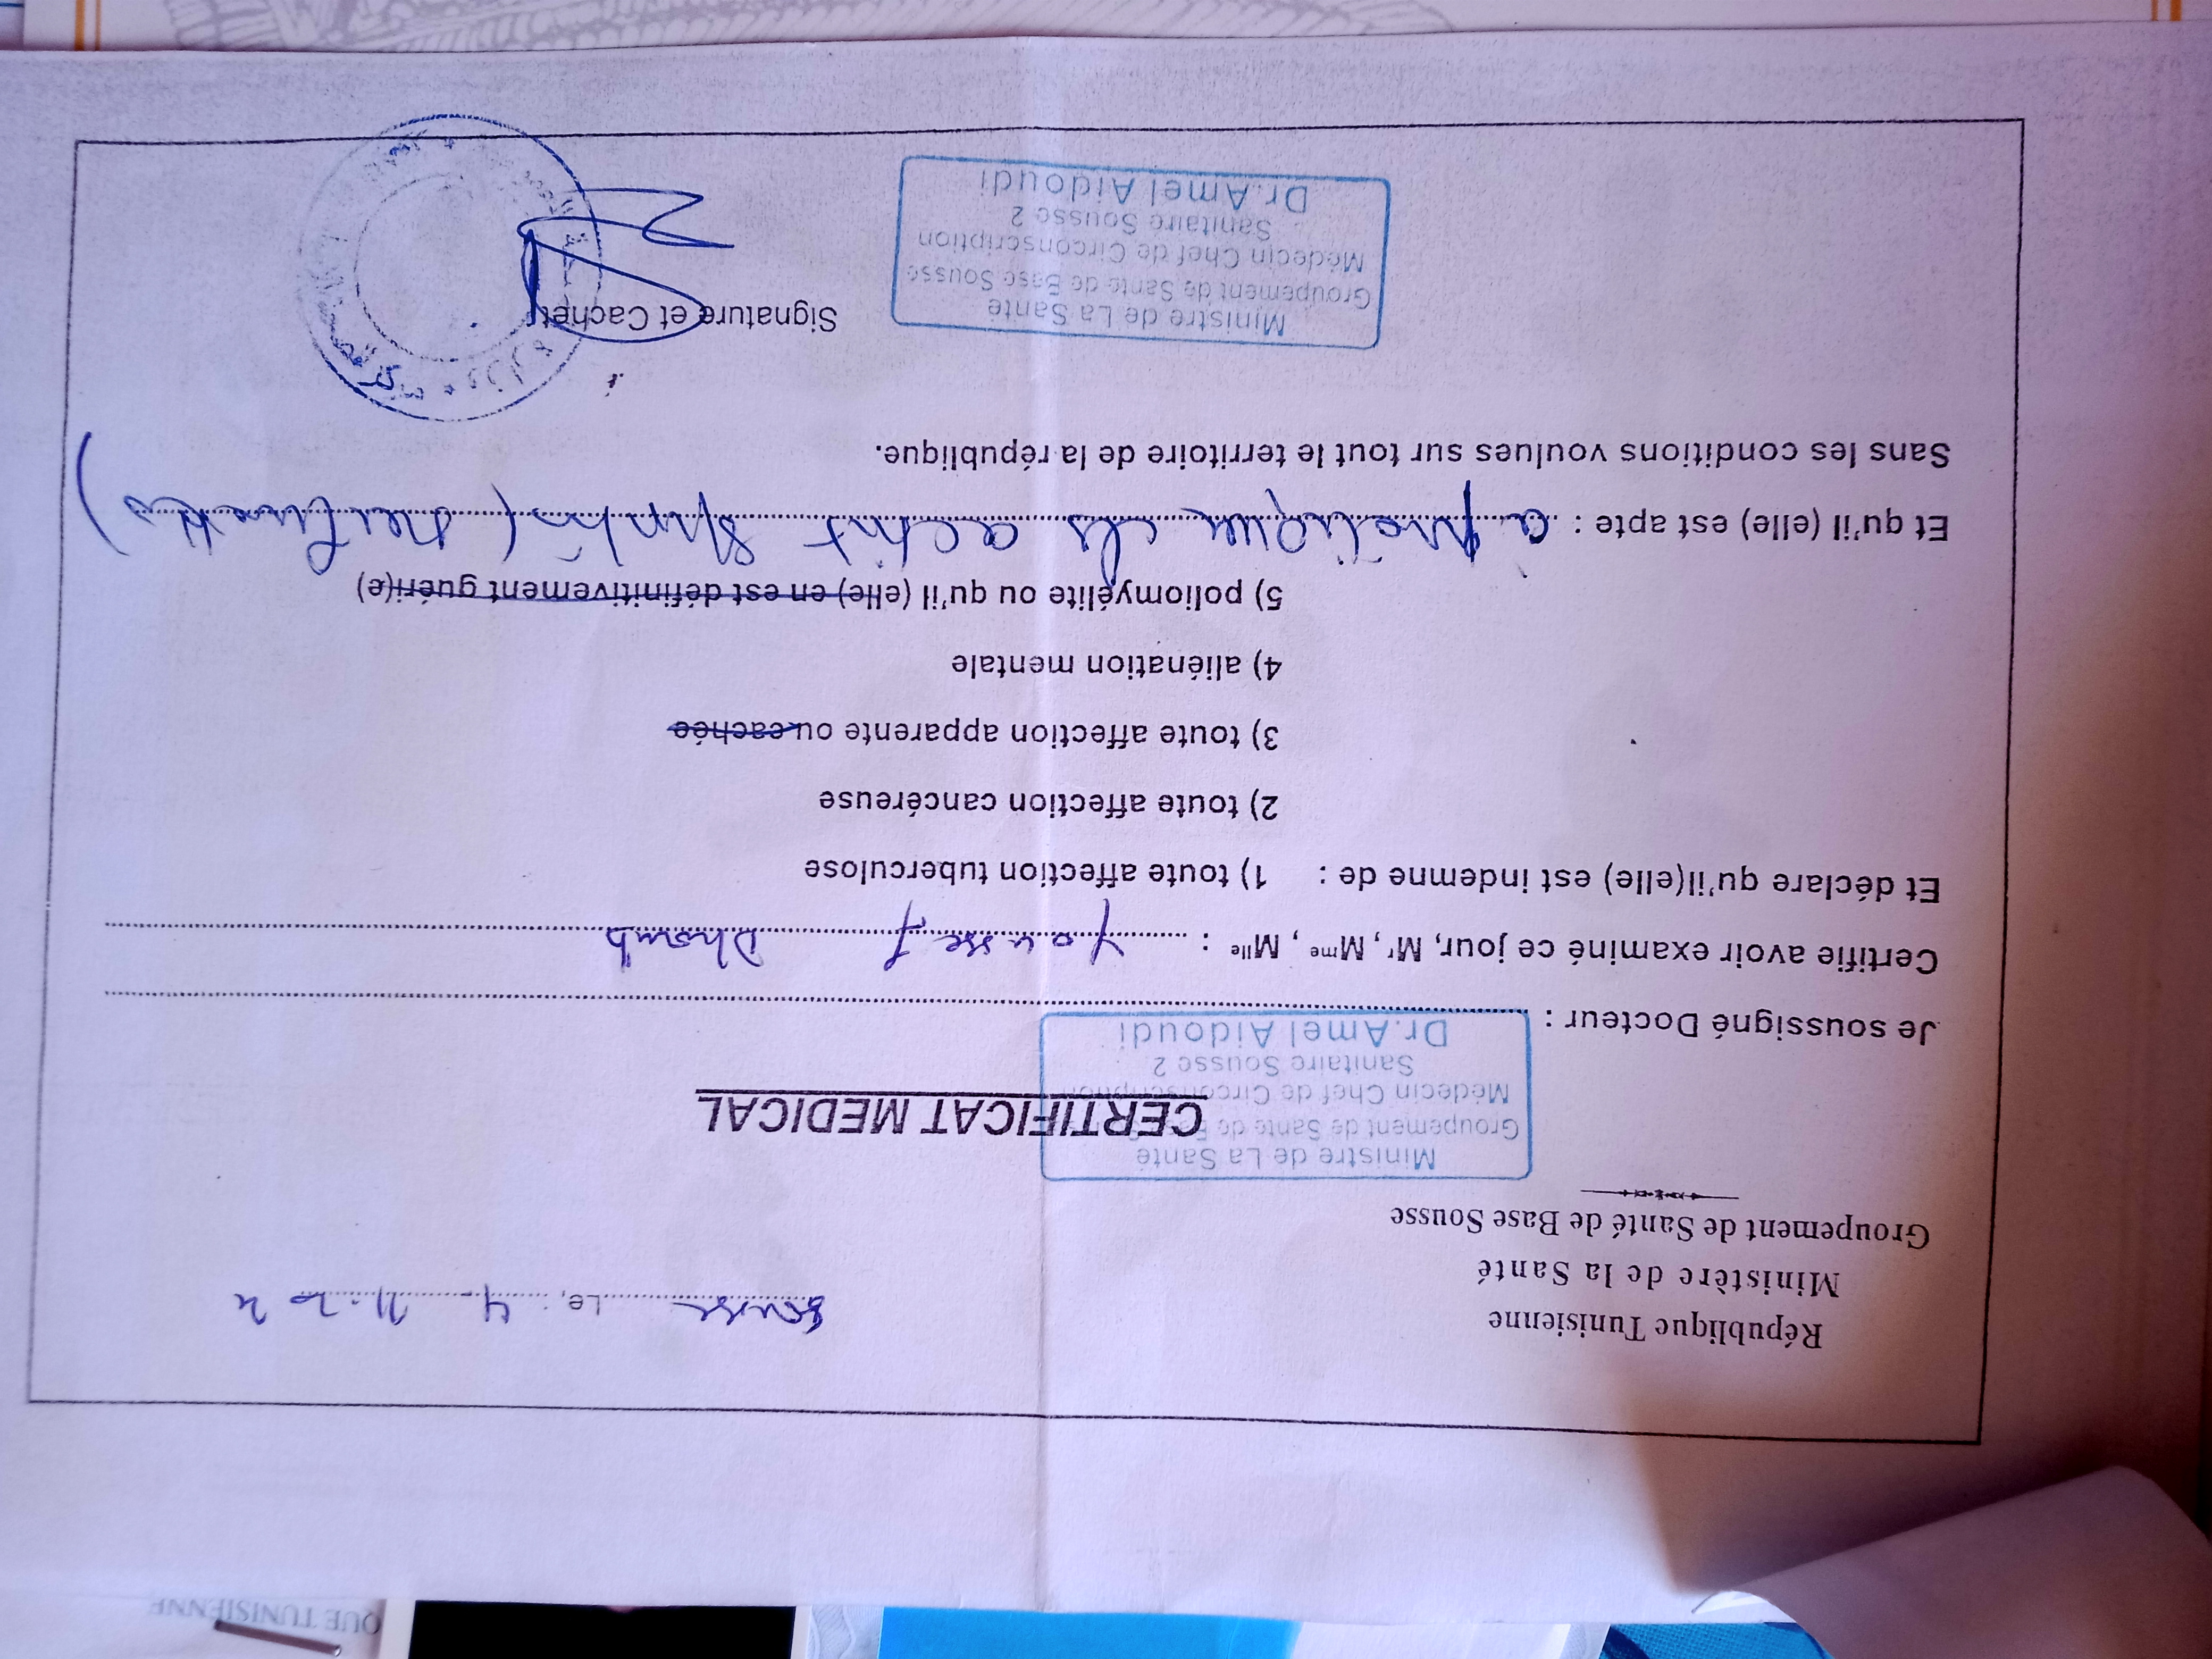 République Tunisienne
Ministère de la Santé
Groupement de Santé de Base Sousse
Sousse Le, 4 11-202
Ministre de La Santé
Groupement de Sante de
Médecin Chef de Circonscription
Sanitaire Sousse 2
Dr.Amel Aidoudi
CERTIFICAT MEDICAL
Je soussigné Docteur :
Certifie avoir examiné ce jour, Mr, Mme, Mlle : Youssef
Et déclare qu'il(elle) est indemne de : 1) toute affection tuberculose
2) toute affection cancéreuse
3) toute affection apparente ou cachée
4) aliénation mentale
5) poliomyélite ou qu'il (elle) en est définitivement guéri(e)
Et qu'il (elle) est apte : à pratiquer
Sans les conditions voulues sur tout le territoire de la république.
Signature et Cachet
Ministre de La Santé
Groupement de Sante de Base Sousse
Médecin Chef de Circonscription
Sanitaire Sousse 2
Dr.Amel Aidoudi
QUE TUNISIENNE